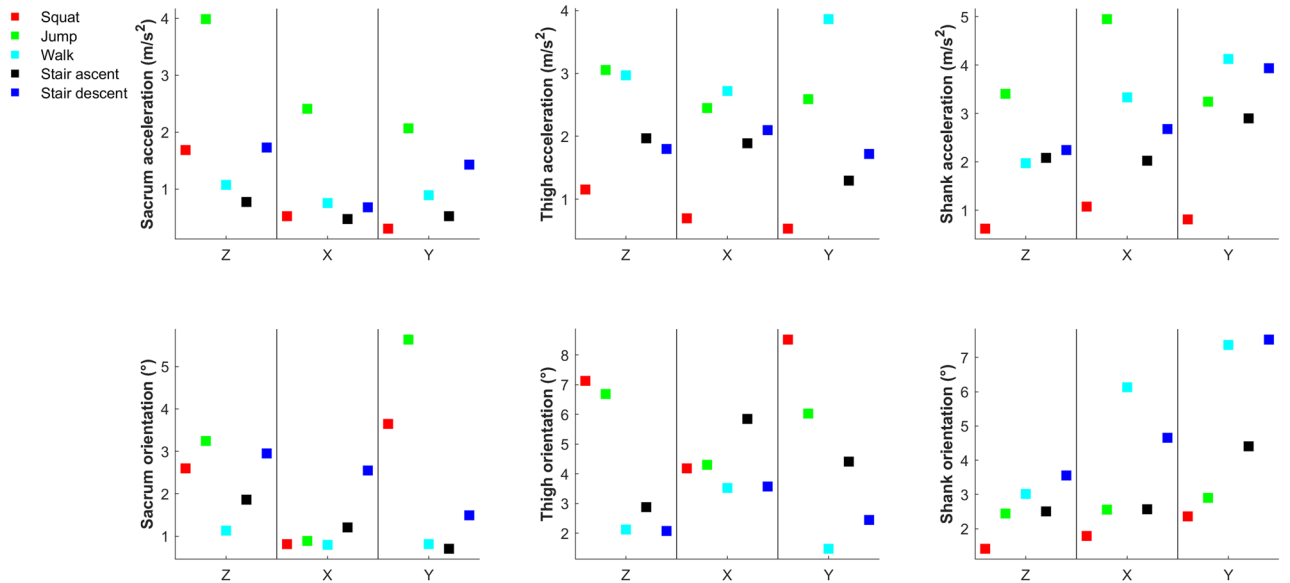 Squat
Jump
Walk
Stair ascent
Stair descent
Sacrum acceleration (m/s²)
4
3
2
1
Z X Y
Thigh acceleration (m/s²)
4
3
2
1
Z X Y
Shank acceleration (m/s²)
5
4
3
2
1
Z X Y
Sacrum orientation (°)
5
4
3
2
1
Z X Y
Thigh orientation (°)
8
7
6
5
4
3
2
Z X Y
Shank orientation (°)
7
6
5
4
3
2
Z X Y